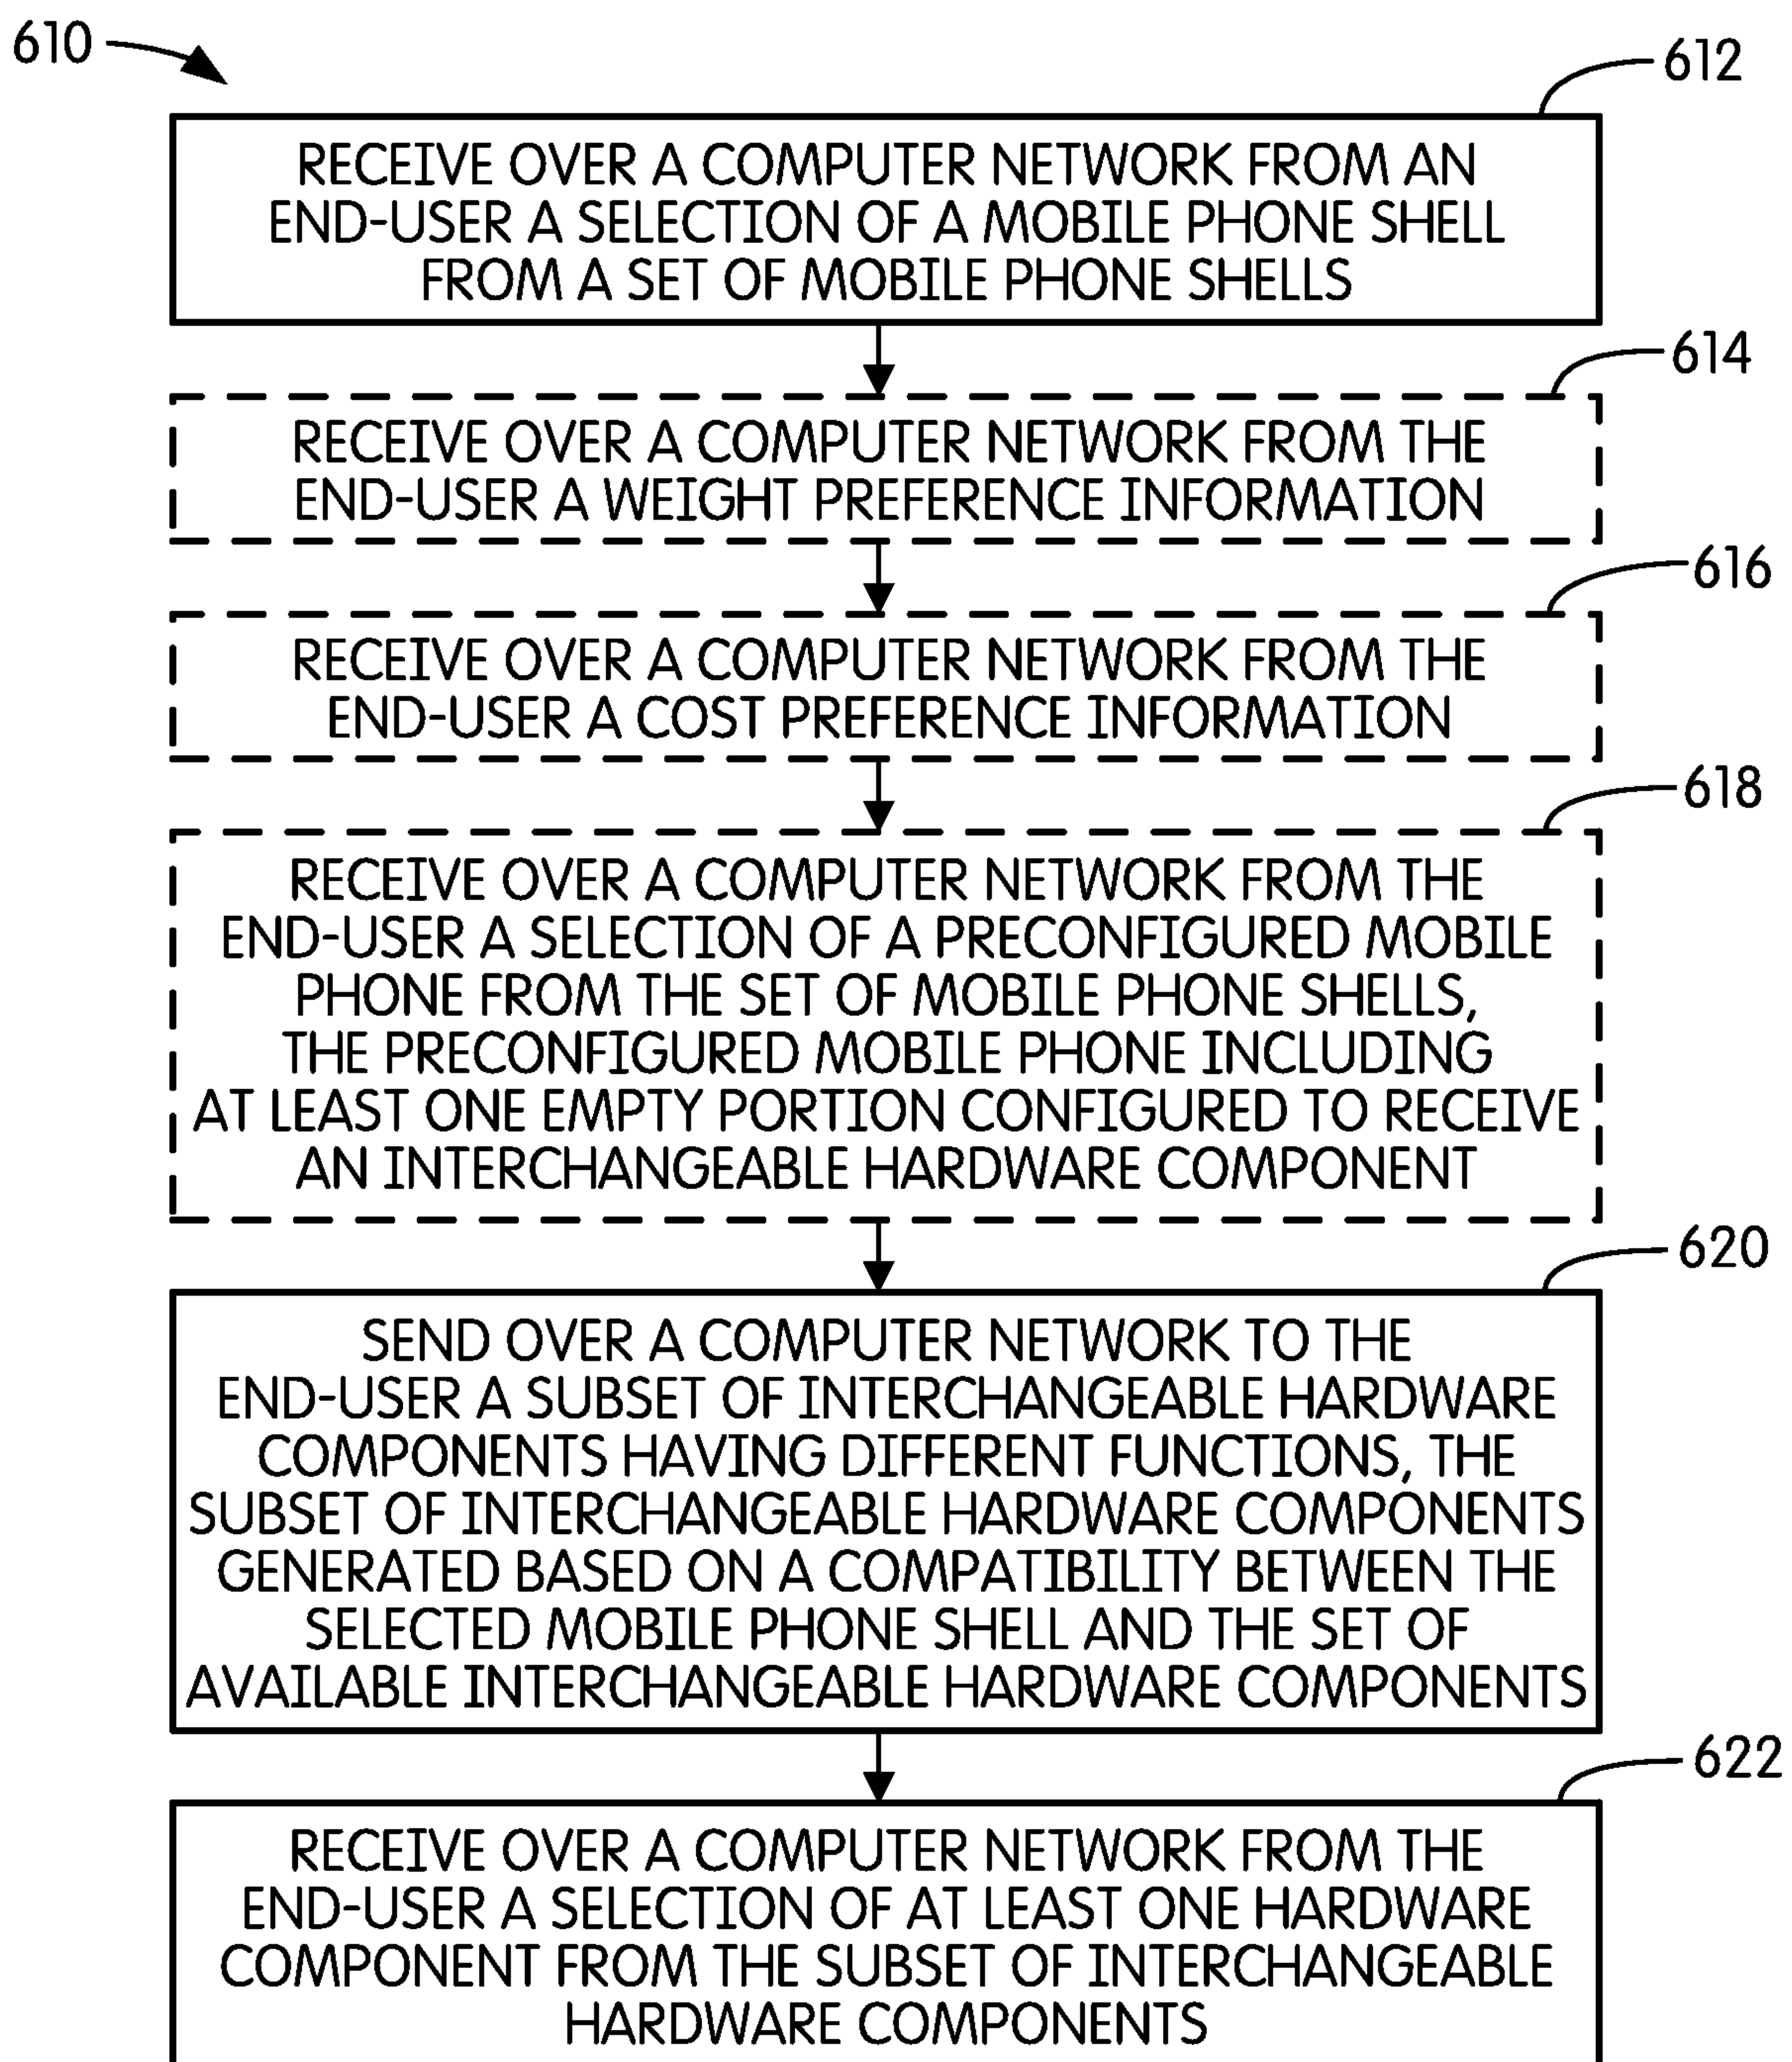 610
612
RECEIVE OVER A COMPUTER NETWORK FROM AN
END-USER A SELECTION OF A MOBILE PHONE SHELL
FROM A SET OF MOBILE PHONE SHELLS
614
RECEIVE OVER A COMPUTER NETWORK FROM THE
END-USER A WEIGHT PREFERENCE INFORMATION
616
RECEIVE OVER A COMPUTER NETWORK FROM THE
END-USER A COST PREFERENCE INFORMATION
618
RECEIVE OVER A COMPUTER NETWORK FROM THE
END-USER A SELECTION OF A PRECONFIGURED MOBILE
PHONE FROM THE SET OF MOBILE PHONE SHELLS,
THE PRECONFIGURED MOBILE PHONE INCLUDING
AT LEAST ONE EMPTY PORTION CONFIGURED TO RECEIVE
AN INTERCHANGEABLE HARDWARE COMPONENT
620
SEND OVER A COMPUTER NETWORK TO THE
END-USER A SUBSET OF INTERCHANGEABLE HARDWARE
COMPONENTS HAVING DIFFERENT FUNCTIONS, THE
SUBSET OF INTERCHANGEABLE HARDWARE COMPONENTS
GENERATED BASED ON A COMPATIBILITY BETWEEN THE
SELECTED MOBILE PHONE SHELL AND THE SET OF
AVAILABLE INTERCHANGEABLE HARDWARE COMPONENTS
622
RECEIVE OVER A COMPUTER NETWORK FROM THE
END-USER A SELECTION OF AT LEAST ONE HARDWARE
COMPONENT FROM THE SUBSET OF INTERCHANGEABLE
HARDWARE COMPONENTS